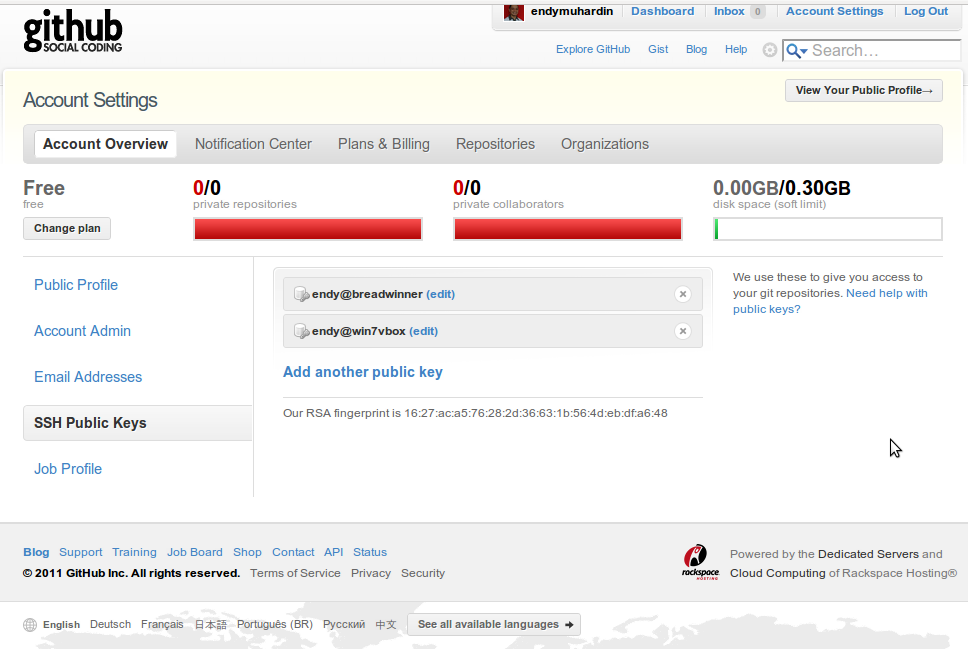 github
SOCIAL CODING
endymuhardin Dashboard Inbox 0 Account Settings Log Out
Explore GitHub Gist Blog Help Search...
Account Settings
View Your Public Profile→
Account Overview Notification Center Plans & Billing Repositories Organizations
Free 0/0 0/0 0.00GB/0.30GB
free private repositories private collaborators disk space (soft limit)
Change plan
Public Profile
Account Admin
Email Addresses
SSH Public Keys
Job Profile
endy@breadwinner (edit)
endy@win7vbox (edit)
Add another public key
Our RSA fingerprint is 16:27:ac:a5:76:28:2d:36:63:1b:56:4d:eb:df:a6:48
We use these to give you access to
your git repositories. Need help with
public keys?
Blog Support Training Job Board Shop Contact API Status
© 2011 GitHub Inc. All rights reserved. Terms of Service Privacy Security
rackspace.
HOSTING
Powered by the Dedicated Servers and
Cloud Computing of Rackspace Hosting®
English Deutsch Français 日本語 Português (BR) Русский 中文 See all available languages →